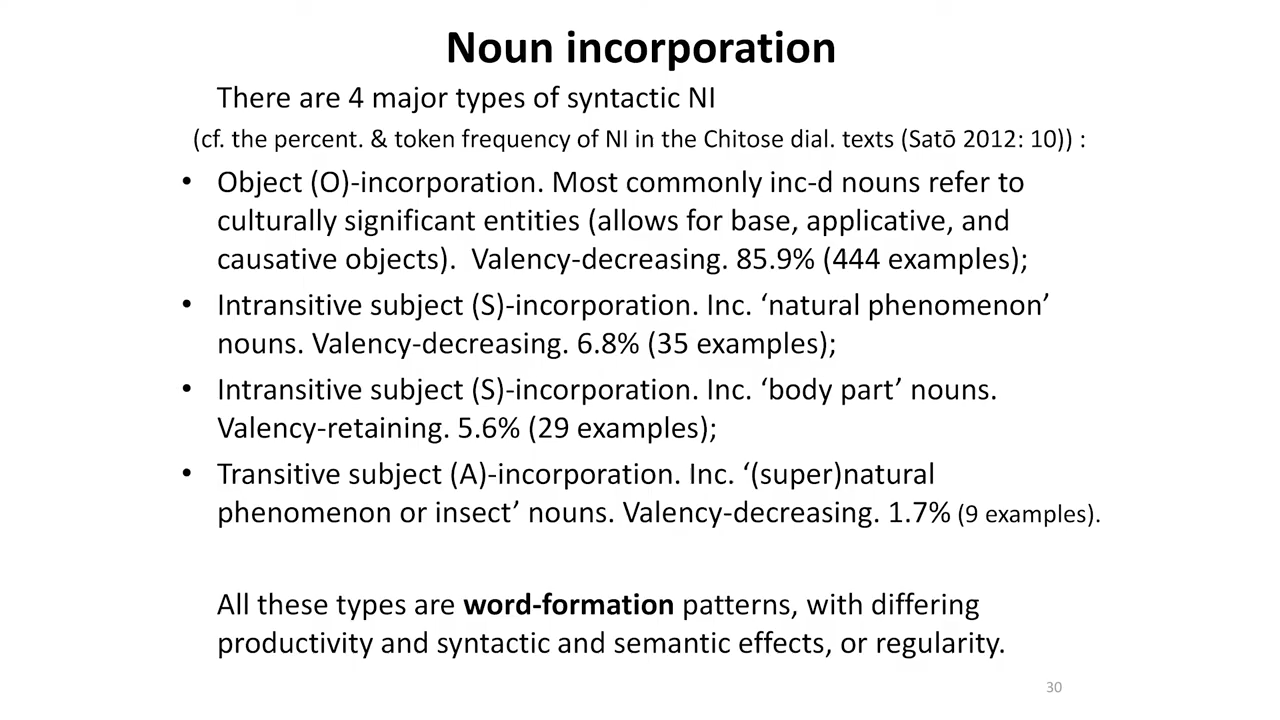 Noun incorporation
There are 4 major types of syntactic NI
(cf. the percent. & token frequency of NI in the Chitose dial. texts (Satō 2012: 10)) :
• Object (O)-incorporation. Most commonly inc-d nouns refer to
culturally significant entities (allows for base, applicative, and
causative objects). Valency-decreasing. 85.9% (444 examples);
• Intransitive subject (S)-incorporation. Inc. ‘natural phenomenon’
nouns. Valency-decreasing. 6.8% (35 examples);
• Intransitive subject (S)-incorporation. Inc. ‘body part’ nouns.
Valency-retaining. 5.6% (29 examples);
• Transitive subject (A)-incorporation. Inc. ‘(super)natural
phenomenon or insect’ nouns. Valency-decreasing. 1.7% (9 examples).
All these types are word-formation patterns, with differing
productivity and syntactic and semantic effects, or regularity.
30